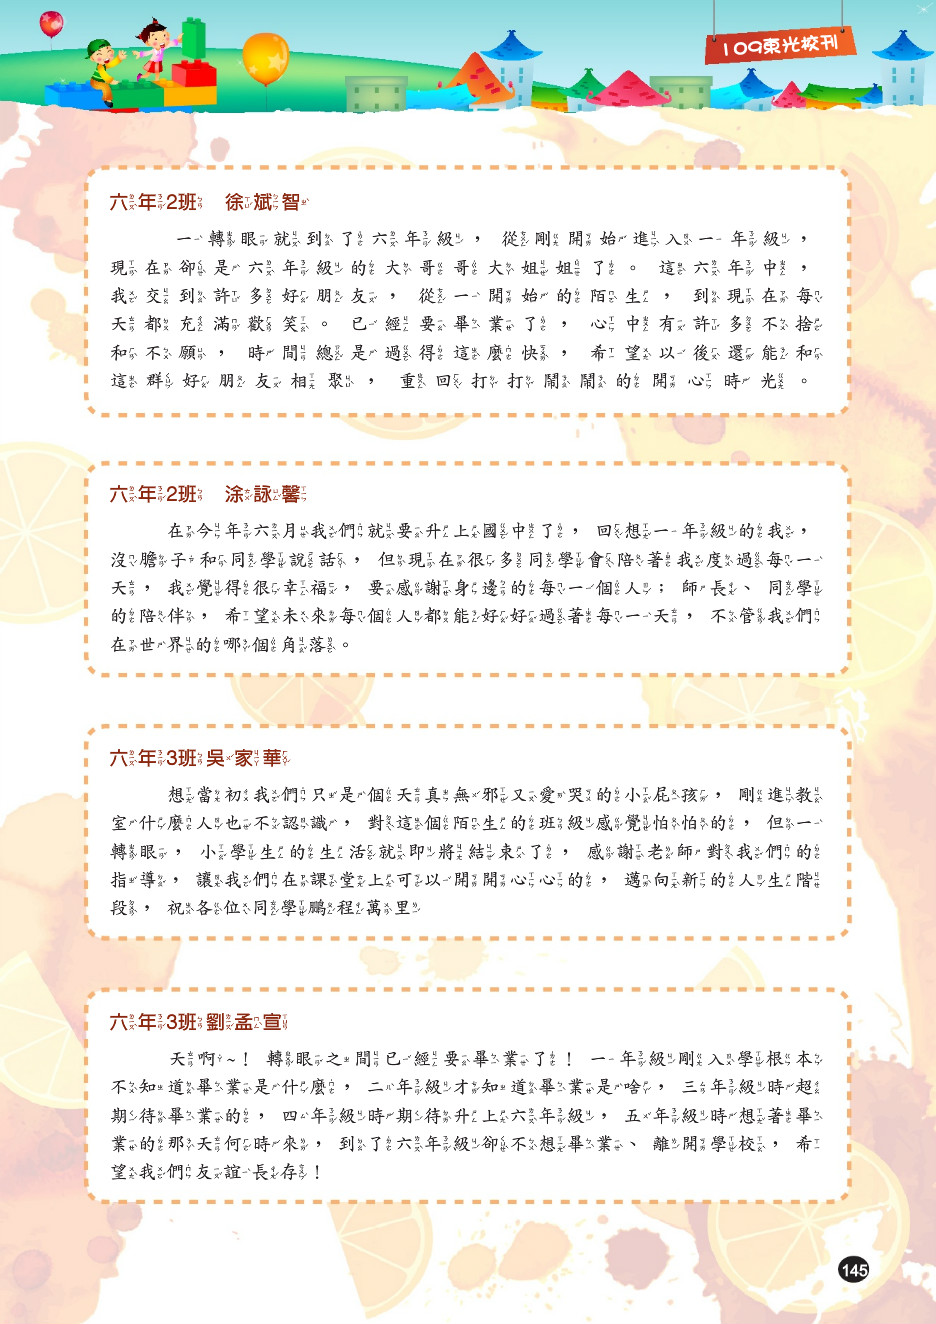 109東光校刊
六年2班 徐斌智
一轉眼就到了六年級，從剛開始進入一年級，
現在卻是六年級的大哥哥大姐姐了。這六年中，
我交到許多好朋友，從一開始的陌生，到現在每
天都充滿歡笑。已經要畢業了，心中有許多不捨
和不願，時間總是過得這麼快，希望以後還能和
這群好朋友相聚，重回打打鬧鬧的開心時光。
六年2班 涂詠馨
在今年六月我們就要升上國中了，回想一年級的我，
沒膽子和同學說話，但現在很多同學會陪著我度過每一
天，我覺得很幸福，要感謝身邊的每一個人；師長、同學
的陪伴，希望未來每個人都能好好過著每一天，不管我們
在世界的哪個角落。
六年3班吳家華
想當初我們只是個天真無邪又愛哭的小屁孩，剛進教
室什麼人也不認識，對這個陌生的班級感覺怕怕的，但一
轉眼，小學生的生活就即將結束了，感謝老師對我們的
指導，讓我們在課堂上可以開開心心的，邁向新的人生階
段，祝各位同學鵬程萬里
六年3班劉孟宣
天啊~！轉眼之間已經要畢業了！一年級剛入學根本
不知道畢業是什麼，二年級才知道畢業是啥，三年級時超
期待畢業的，四年級時期待升上六年級，五年級時想著畢
業的那天何時來，到了六年級卻不想畢業、離開學校，希
望我們友誼長存！
145